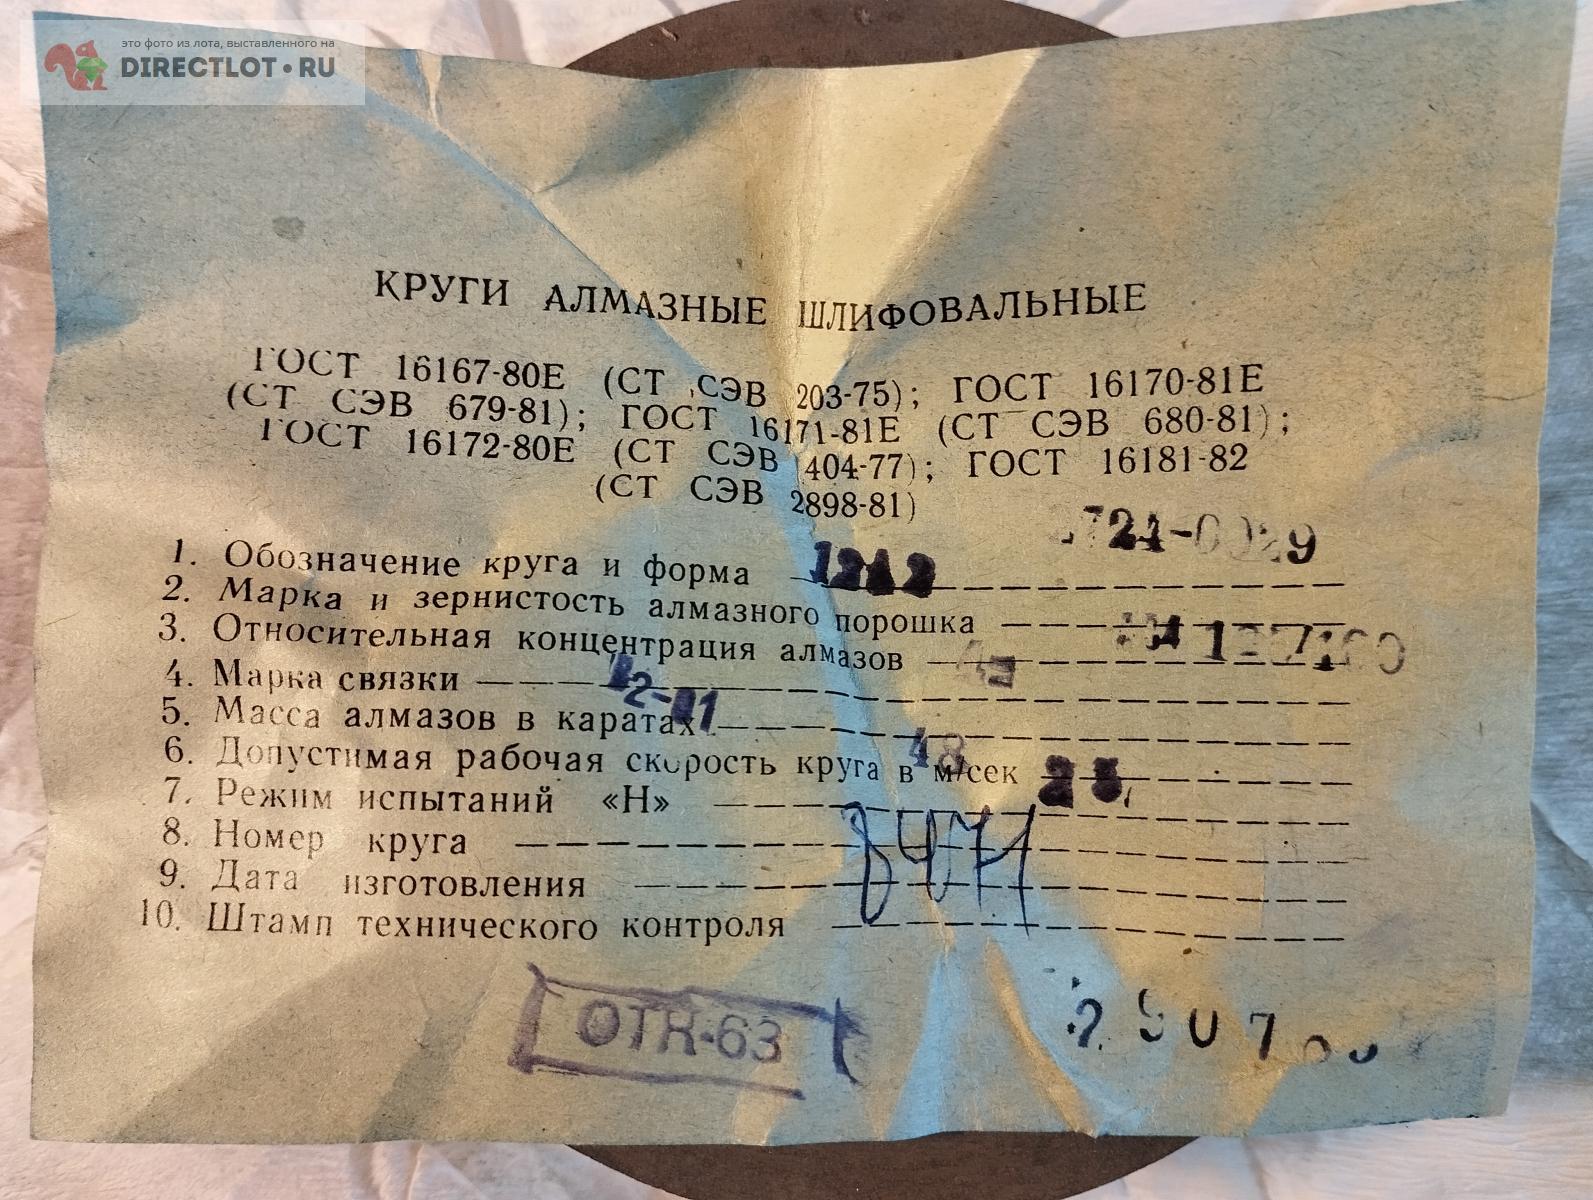 это фото из лота, выставленного на
DIRECTLOT•RU
КРУГИ АЛМАЗНЫЕ ШЛИФОВАЛЬНЫЕ
ГОСТ 16167-80Е (СТ СЭВ 203-75); ГОСТ 16170-81Е
(СТ СЭВ 679-81); ГОСТ 16171-81Е (СТ СЭВ 680-81);
ГОСТ 16172-80Е (СТ СЭВ 404-77); ГОСТ 16181-82
(СТ СЭВ 2898-81)
1. Обозначение круга и форма
2. Марка и зернистость алмазного порошка
3. Относительная концентрация алмазов
4. Марка связки
5. Масса алмазов в каратах
6. Допустимая рабочая скорость круга в м/сек
7. Режим испытаний «Н»
8. Номер круга 8471
9. Дата изготовления
10. Штамп технического контроля
ОТК-63